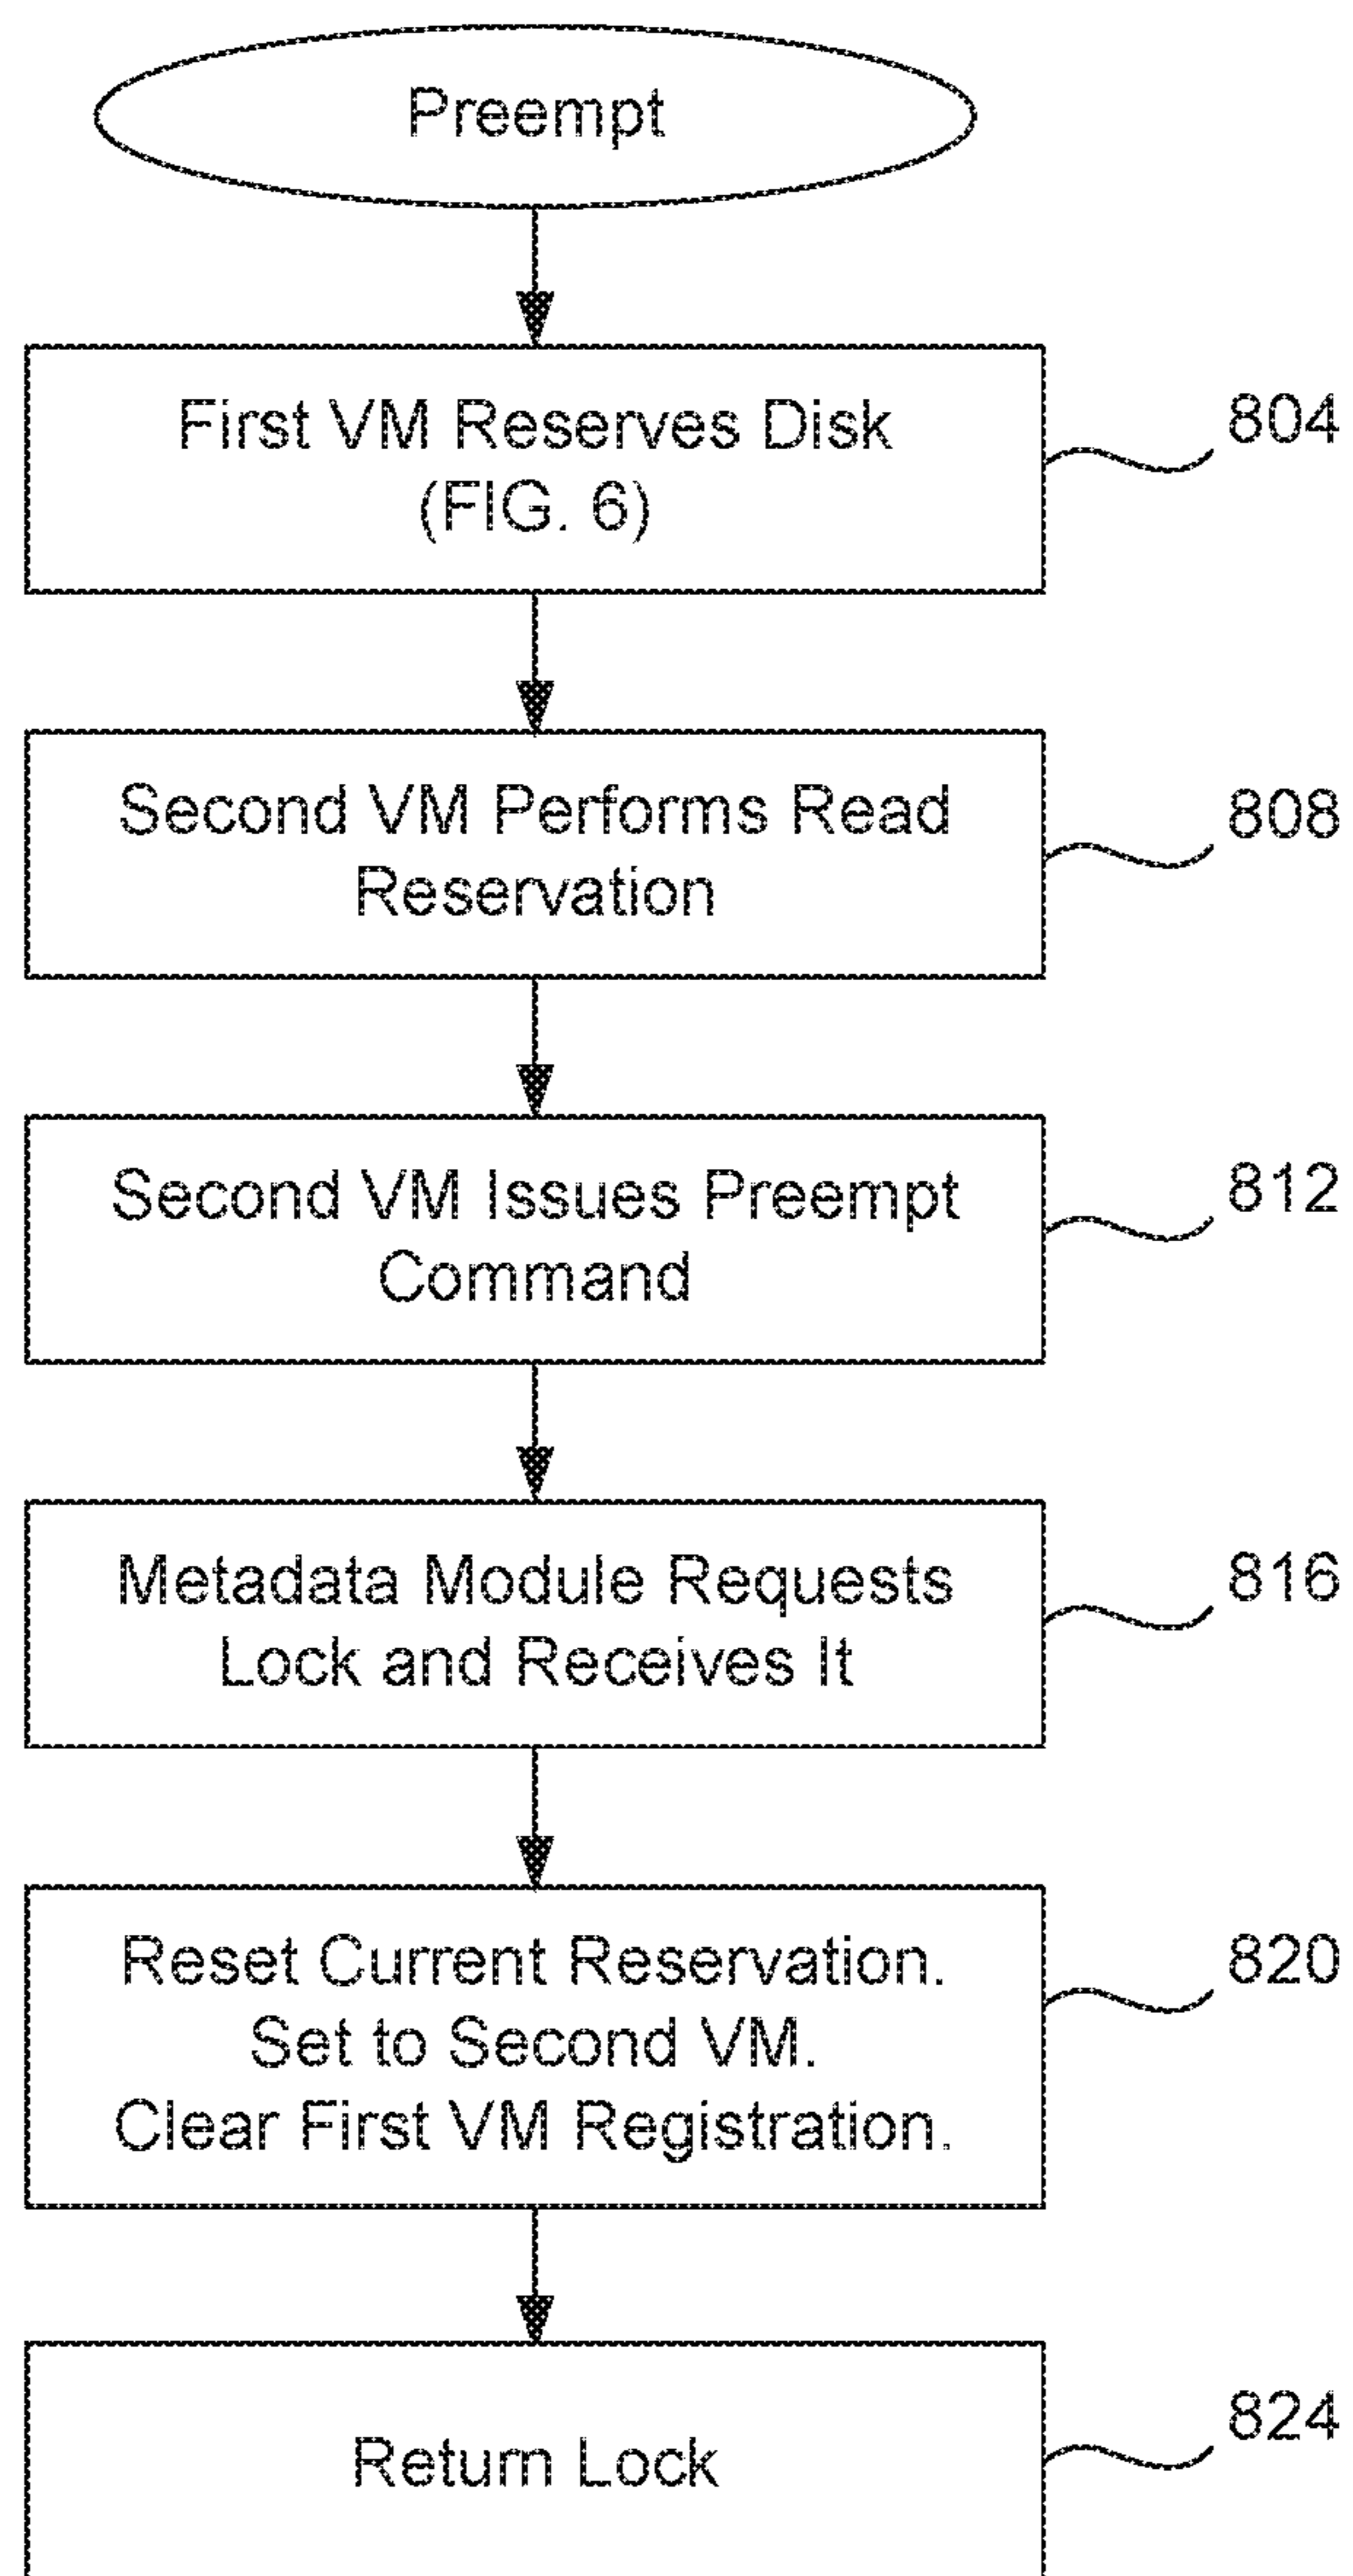 Preempt
First VM Reserves Disk
(FIG. 6)
804
Second VM Performs Read
Reservation
808
Second VM Issues Preempt
Command
812
Metadata Module Requests
Lock and Receives It
816
Reset Current Reservation.
Set to Second VM.
Clear First VM Registration.
820
Return Lock
824